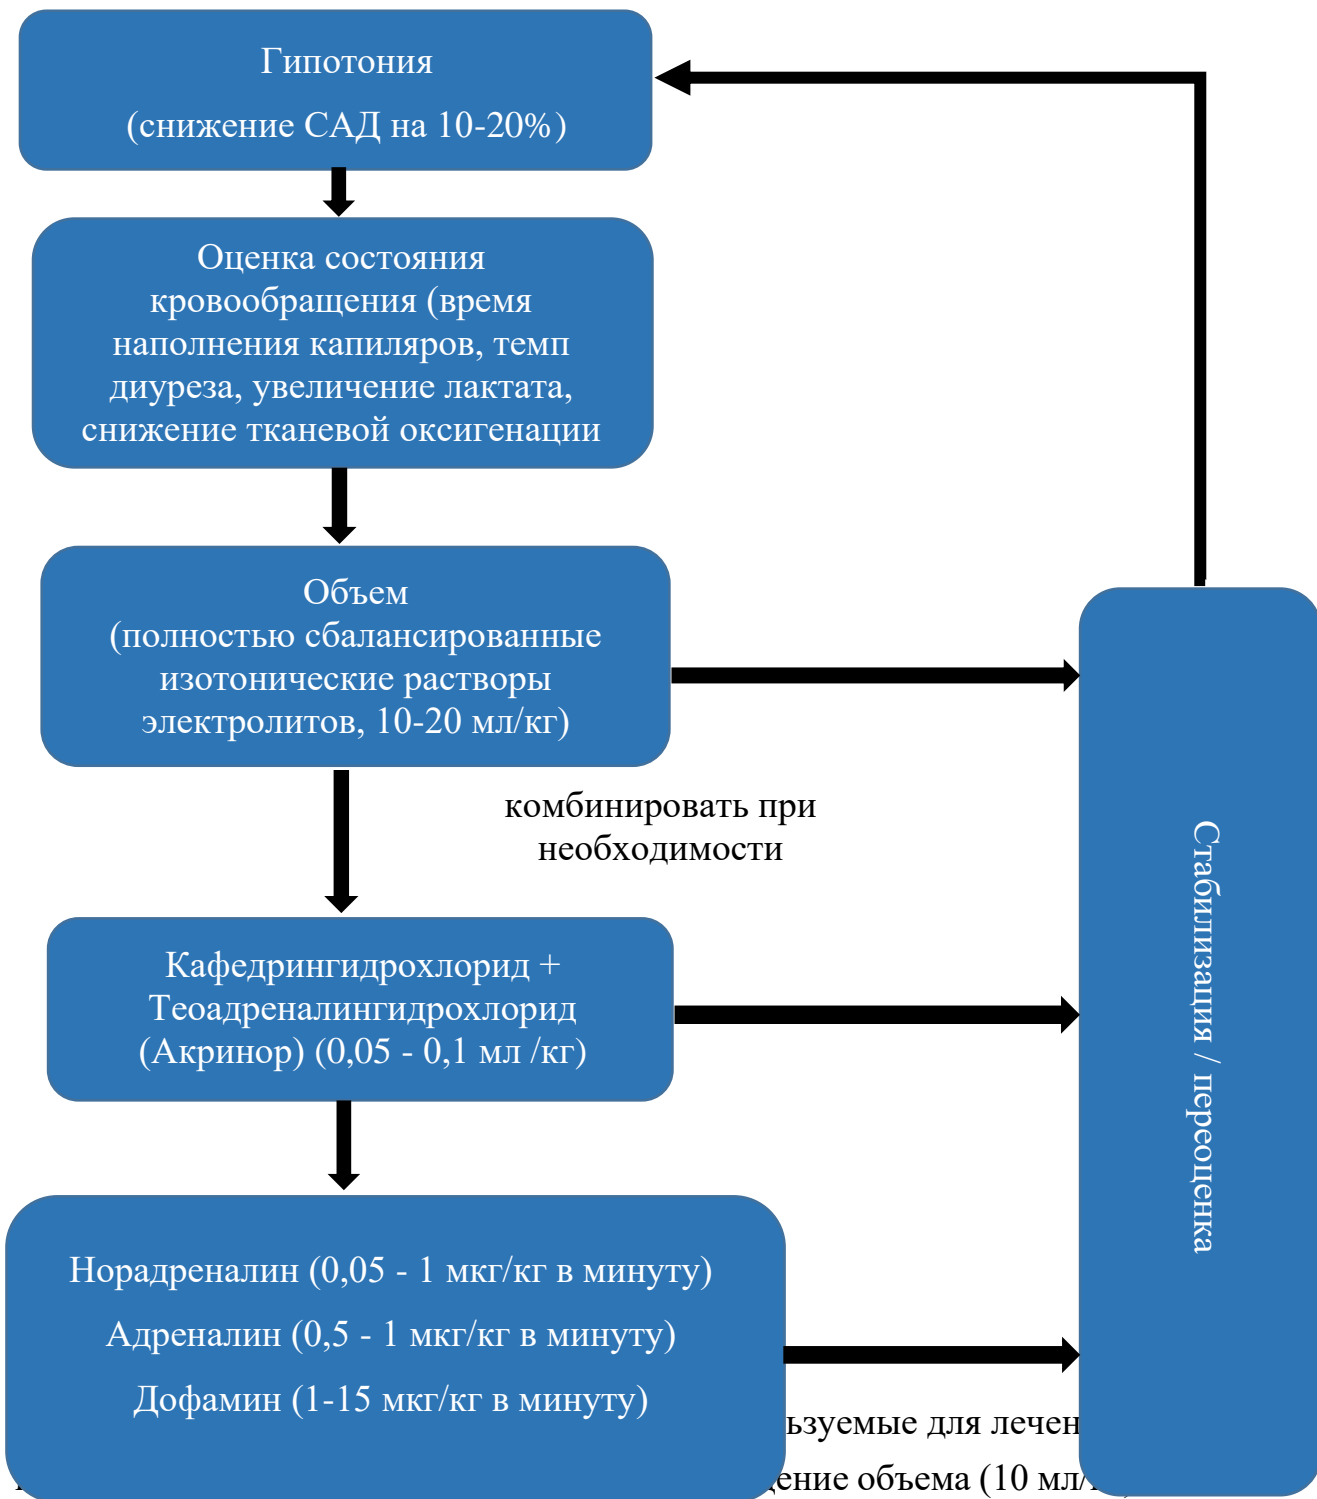 Гипотония
(снижение САД на 10-20%)
Оценка состояния
кровообращения (время
наполнения капиляров, темп
диуреза, увеличение лактата,
снижение тканевой оксигенации
Объем
(полностью сбалансированные
изотонические растворы
электролитов, 10-20 мл/кг)
комбинировать при
необходимости
Кафедрингидрохлорид +
Теоадреналингидрохлорид
(Акринор) (0,05 - 0,1 мл /кг)
Стабилизация / переоценка
Норадреналин (0,05 - 1 мкг/кг в минуту)
Адреналин (0,5 - 1 мкг/кг в минуту)
Дофамин (1-15 мкг/кг в минуту)
для
объема (10